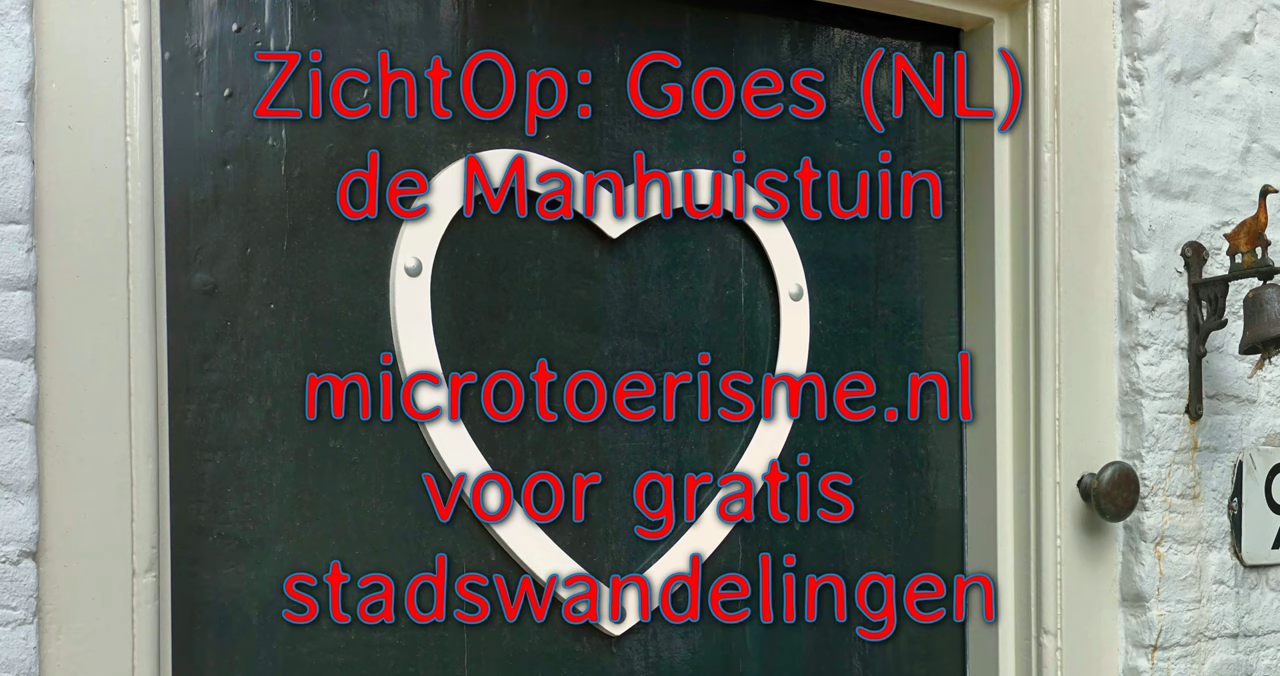 ZichtOp: Goes (NL)
de Manhuistuin
microtoerisme.nl
voor gratis
stadswandelingen